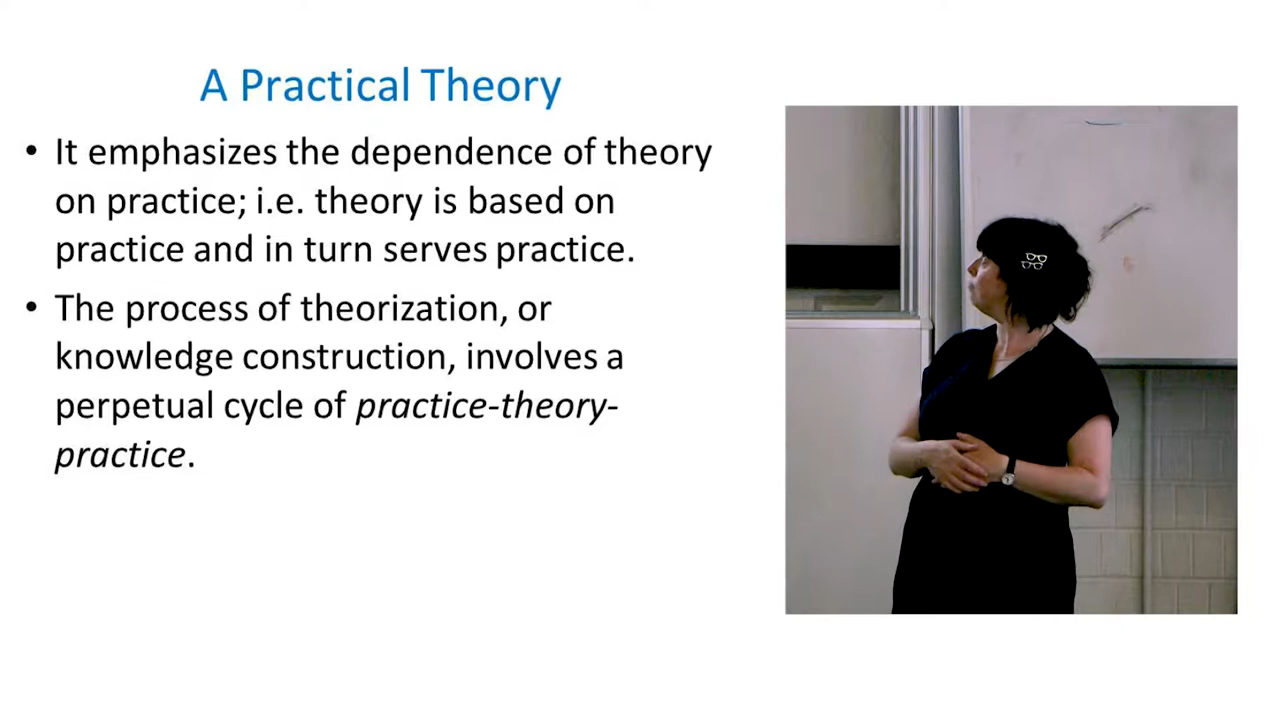 A Practical Theory
• It emphasizes the dependence of theory
on practice; i.e. theory is based on
practice and in turn serves practice.
• The process of theorization, or
knowledge construction, involves a
perpetual cycle of practice-theory-
practice.